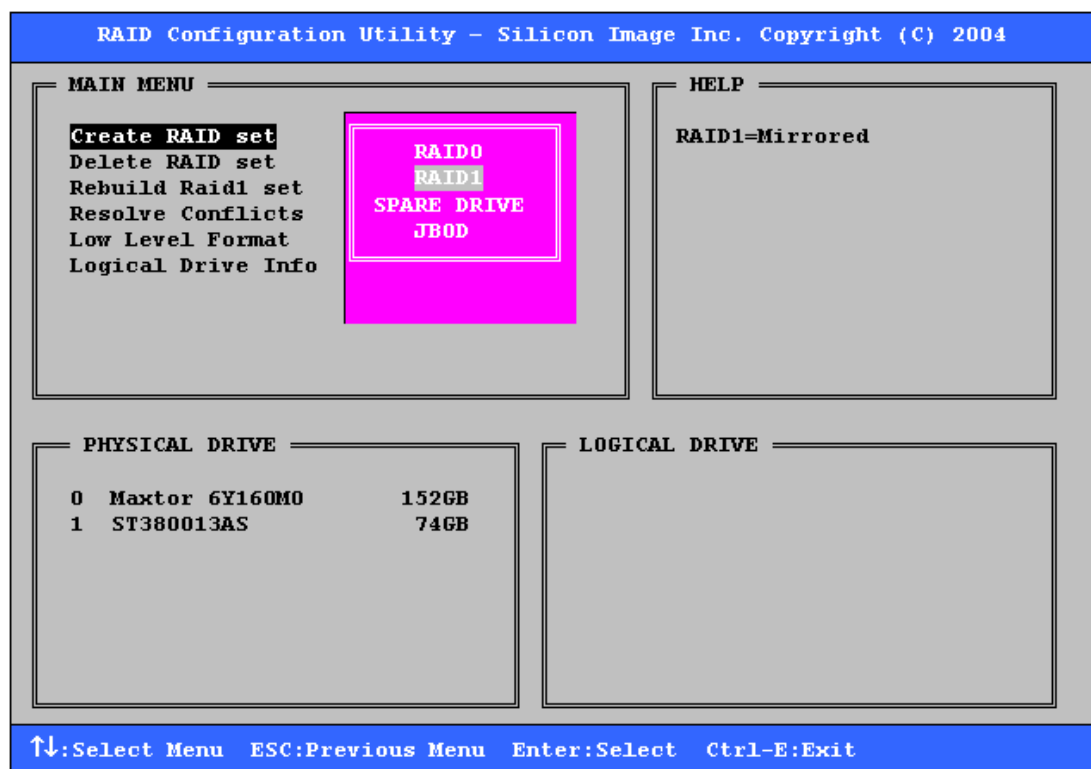 RAID Configuration Utility – Silicon Image Inc. Copyright (C) 2004
MAIN MENU
Create RAID set
Delete RAID set
Rebuild Raid1 set
Resolve Conflicts
Low Level Format
Logical Drive Info
RAID0
RAID1
SPARE DRIVE
JBOD
HELP
RAID1=Mirrored
PHYSICAL DRIVE
0 Maxtor 6Y160M0 152GB
1 ST380013AS 74GB
LOGICAL DRIVE
↑↓:Select Menu ESC:Previous Menu Enter:Select Ctrl-E:Exit